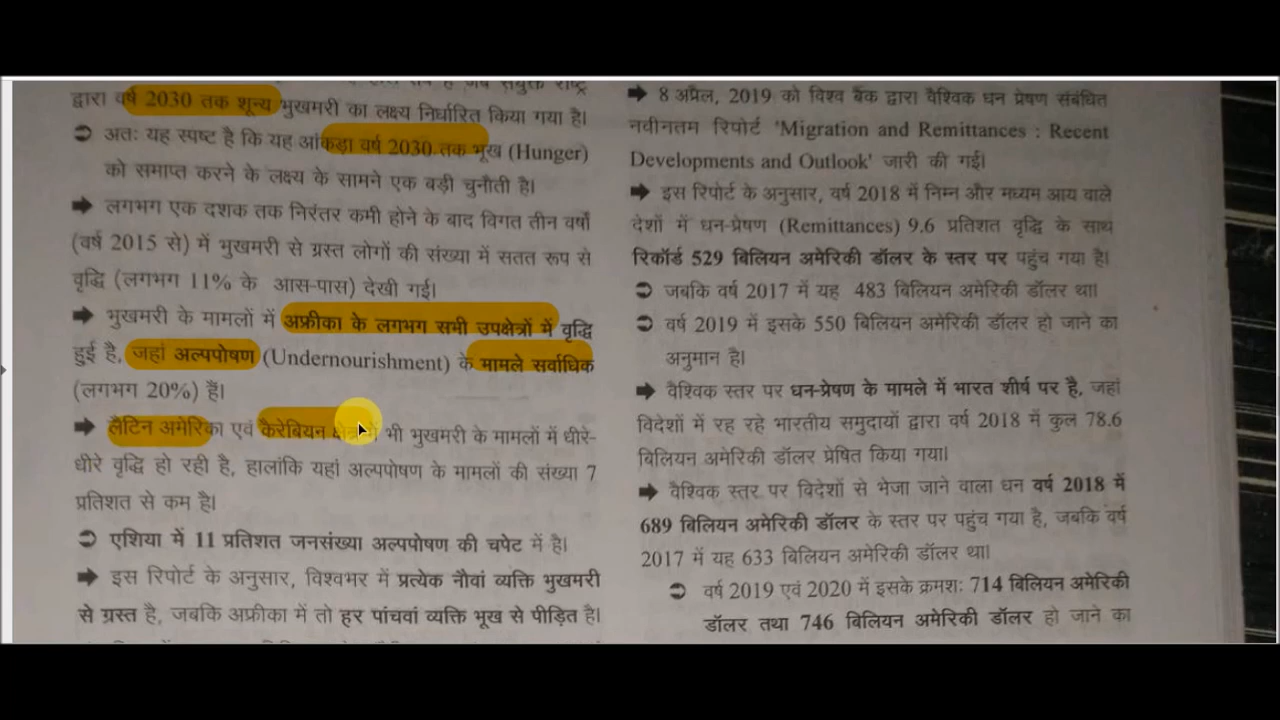 द्वारा वर्ष 2030 तक शून्य भुखमरी का लक्ष्य निर्धारित किया गया है।
➲ अतः यह स्पष्ट है कि यह आंकड़ा वर्ष 2030 तक भूख (Hunger)
को समाप्त करने के लक्ष्य के सामने एक बड़ी चुनौती है।
➡ लगभग एक दशक तक निरंतर कमी होने के बाद विगत तीन वर्षों
(वर्ष 2015 से) में भुखमरी से ग्रस्त लोगों की संख्या में सतत रूप से
वृद्धि (लगभग 11% के आस-पास) देखी गई।
➡ भुखमरी के मामलों में अफ्रीका के लगभग सभी उपक्षेत्रों में वृद्धि
हुई है, जहां अल्पपोषण (Undernourishment) के मामले सर्वाधिक
(लगभग 20%) हैं।
➡ लैटिन अमेरिका एवं कैरेबियन क्षेत्र में भी भुखमरी के मामलों में धीरे-
धीरे वृद्धि हो रही है, हालांकि यहां अल्पपोषण के मामलों की संख्या 7
प्रतिशत से कम है।
➲ एशिया में 11 प्रतिशत जनसंख्या अल्पपोषण की चपेट में है।
➡ इस रिपोर्ट के अनुसार, विश्वभर में प्रत्येक नौवां व्यक्ति भुखमरी
से ग्रस्त है, जबकि अफ्रीका में तो हर पांचवां व्यक्ति भूख से पीड़ित है।
➡ 8 अप्रैल, 2019 को विश्व बैंक द्वारा वैश्विक धन प्रेषण संबंधित
नवीनतम रिपोर्ट 'Migration and Remittances : Recent
Developments and Outlook' जारी की गई।
➡ इस रिपोर्ट के अनुसार, वर्ष 2018 में निम्न और मध्यम आय वाले
देशों में धन-प्रेषण (Remittances) 9.6 प्रतिशत वृद्धि के साथ
रिकॉर्ड 529 बिलियन अमेरिकी डॉलर के स्तर पर पहुंच गया है।
➲ जबकि वर्ष 2017 में यह 483 बिलियन अमेरिकी डॉलर था।
➲ वर्ष 2019 में इसके 550 बिलियन अमेरिकी डॉलर हो जाने का
अनुमान है।
➡ वैश्विक स्तर पर धन-प्रेषण के मामले में भारत शीर्ष पर है, जहां
विदेशों में रह रहे भारतीय समुदायों द्वारा वर्ष 2018 में कुल 78.6
बिलियन अमेरिकी डॉलर प्रेषित किया गया।
➡ वैश्विक स्तर पर विदेशों से भेजा जाने वाला धन वर्ष 2018 में
689 बिलियन अमेरिकी डॉलर के स्तर पर पहुंच गया है, जबकि वर्ष
2017 में यह 633 बिलियन अमेरिकी डॉलर था।
➲ वर्ष 2019 एवं 2020 में इसके क्रमशः 714 बिलियन अमेरिकी
डॉलर तथा 746 बिलियन अमेरिकी डॉलर हो जाने का